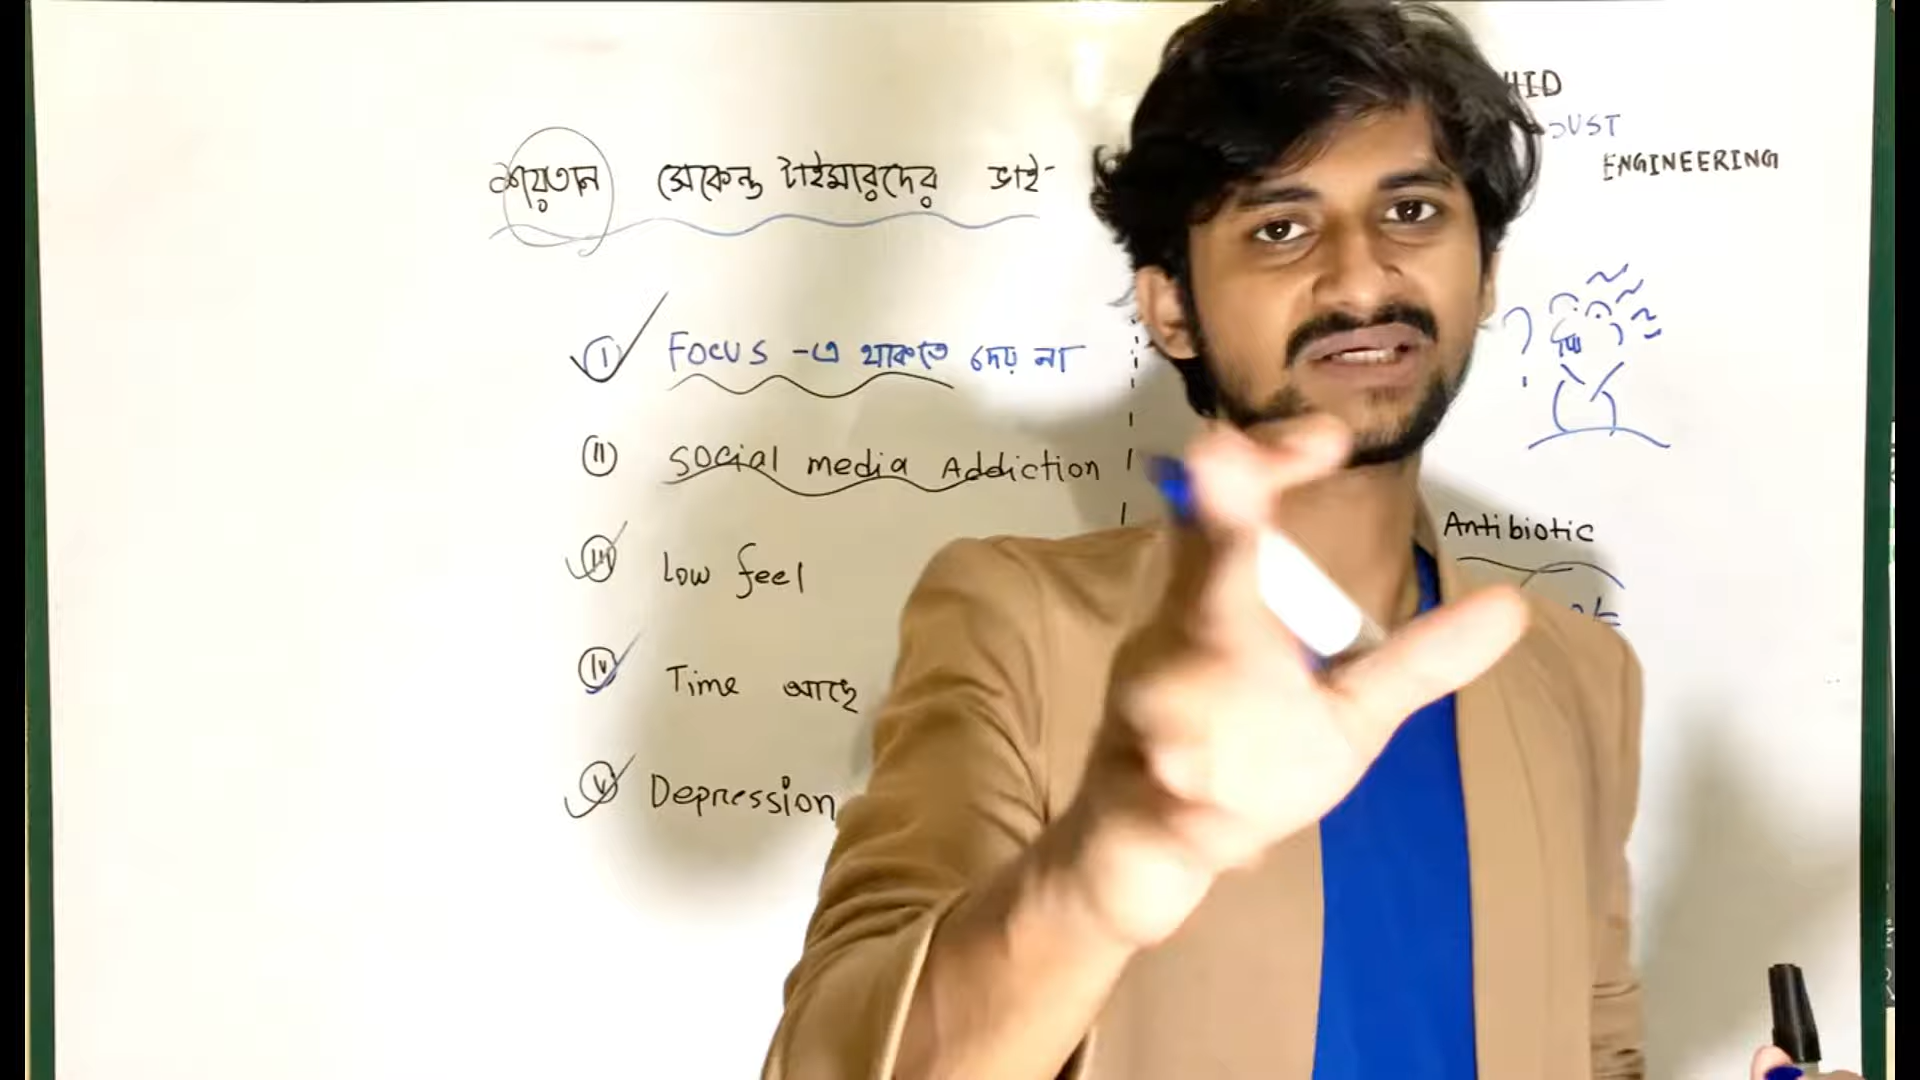 শয়তান সেকেন্ড টাইমারদের ভাই-
I FOCUS -এ থাকতে দেয় না
II Social media Addiction
III Low feel
IV Time আছে
V Depression
HID
UST
ENGINEERING
?
Antibiotic